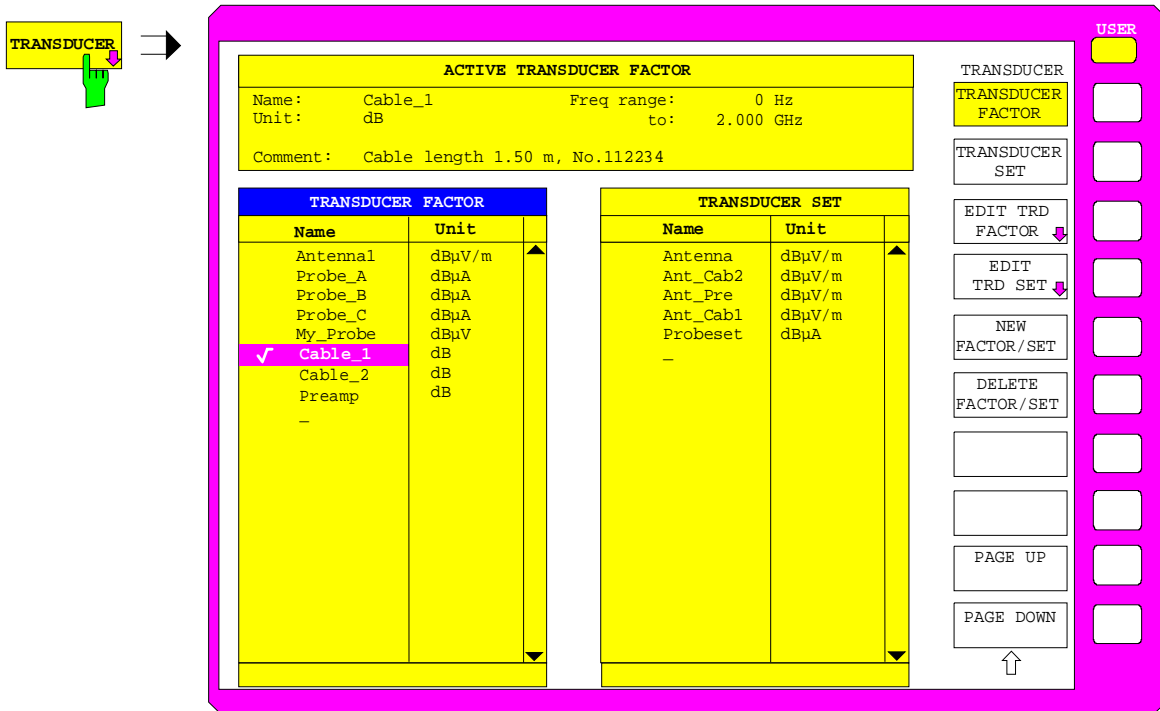 TRANSDUCER
USER
ACTIVE TRANSDUCER FACTOR
Name: Cable_1 Freq range: 0 Hz
Unit: dB to: 2.000 GHz
Comment: Cable length 1.50 m, No.112234
TRANSDUCER FACTOR
Name Unit
Antenna1 dBµV/m
Probe_A dBµA
Probe_B dBµA
Probe_C dBµA
My_Probe dBµV
√ Cable_1 dB
Cable_2 dB
Preamp dB
_
TRANSDUCER SET
Name Unit
Antenna dBµV/m
Ant_Cab2 dBµV/m
Ant_Pre dBµV/m
Ant_Cab1 dBµV/m
Probeset dBµA
_
TRANSDUCER
TRANSDUCER
FACTOR
TRANSDUCER
SET
EDIT TRD
FACTOR
EDIT
TRD SET
NEW
FACTOR/SET
DELETE
FACTOR/SET
PAGE UP
PAGE DOWN